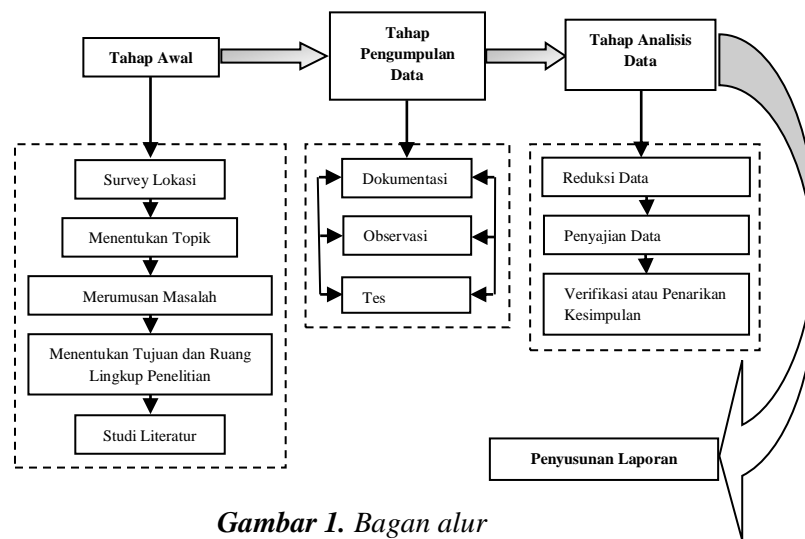 Tahap Awal
Tahap
Pengumpulan
Data
Tahap Analisis
Data
Survey Lokasi
Menentukan Topik
Merumusan Masalah
Menentukan Tujuan dan Ruang
Lingkup Penelitian
Studi Literatur
Dokumentasi
Observasi
Tes
Reduksi Data
Penyajian Data
Verifikasi atau Penarikan
Kesimpulan
Penyusunan Laporan
Gambar 1. Bagan alur